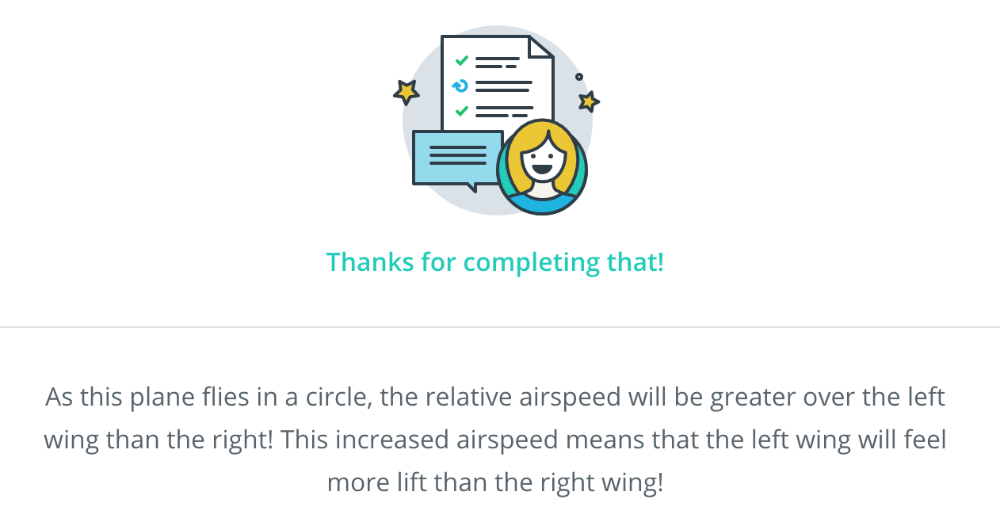 Thanks for completing that!
As this plane flies in a circle, the relative airspeed will be greater over the left
wing than the right! This increased airspeed means that the left wing will feel
more lift than the right wing!